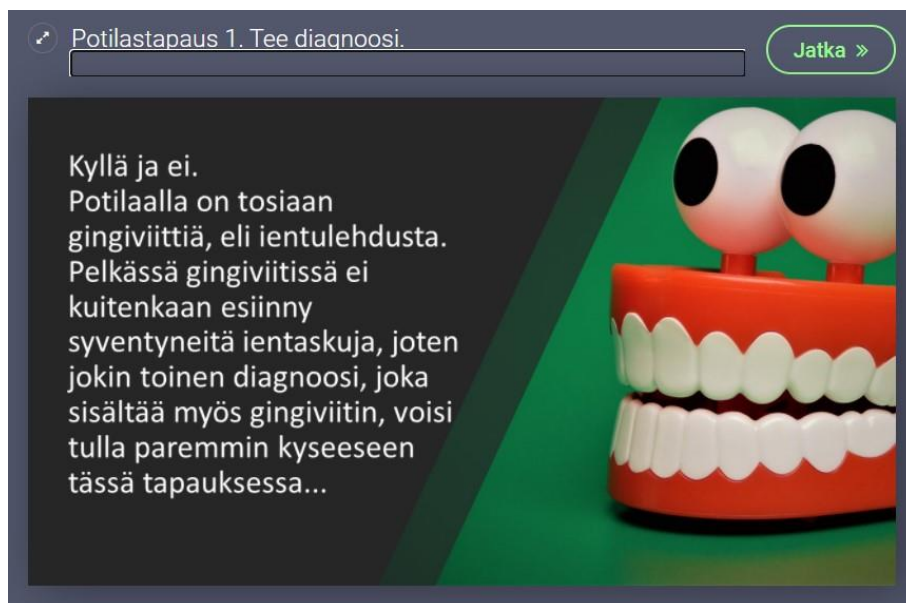 Potilastapaus 1. Tee diagnoosi.
Jatka »
Kyllä ja ei.
Potilaalla on tosiaan
gingiviittiä, eli ientulehdusta.
Pelkässä gingiviitissä ei
kuitenkaan esiinny
syventyneitä ientaskuja, joten
jokin toinen diagnoosi, joka
sisältää myös gingiviitin, voisi
tulla paremmin kyseeseen
tässä tapauksessa...